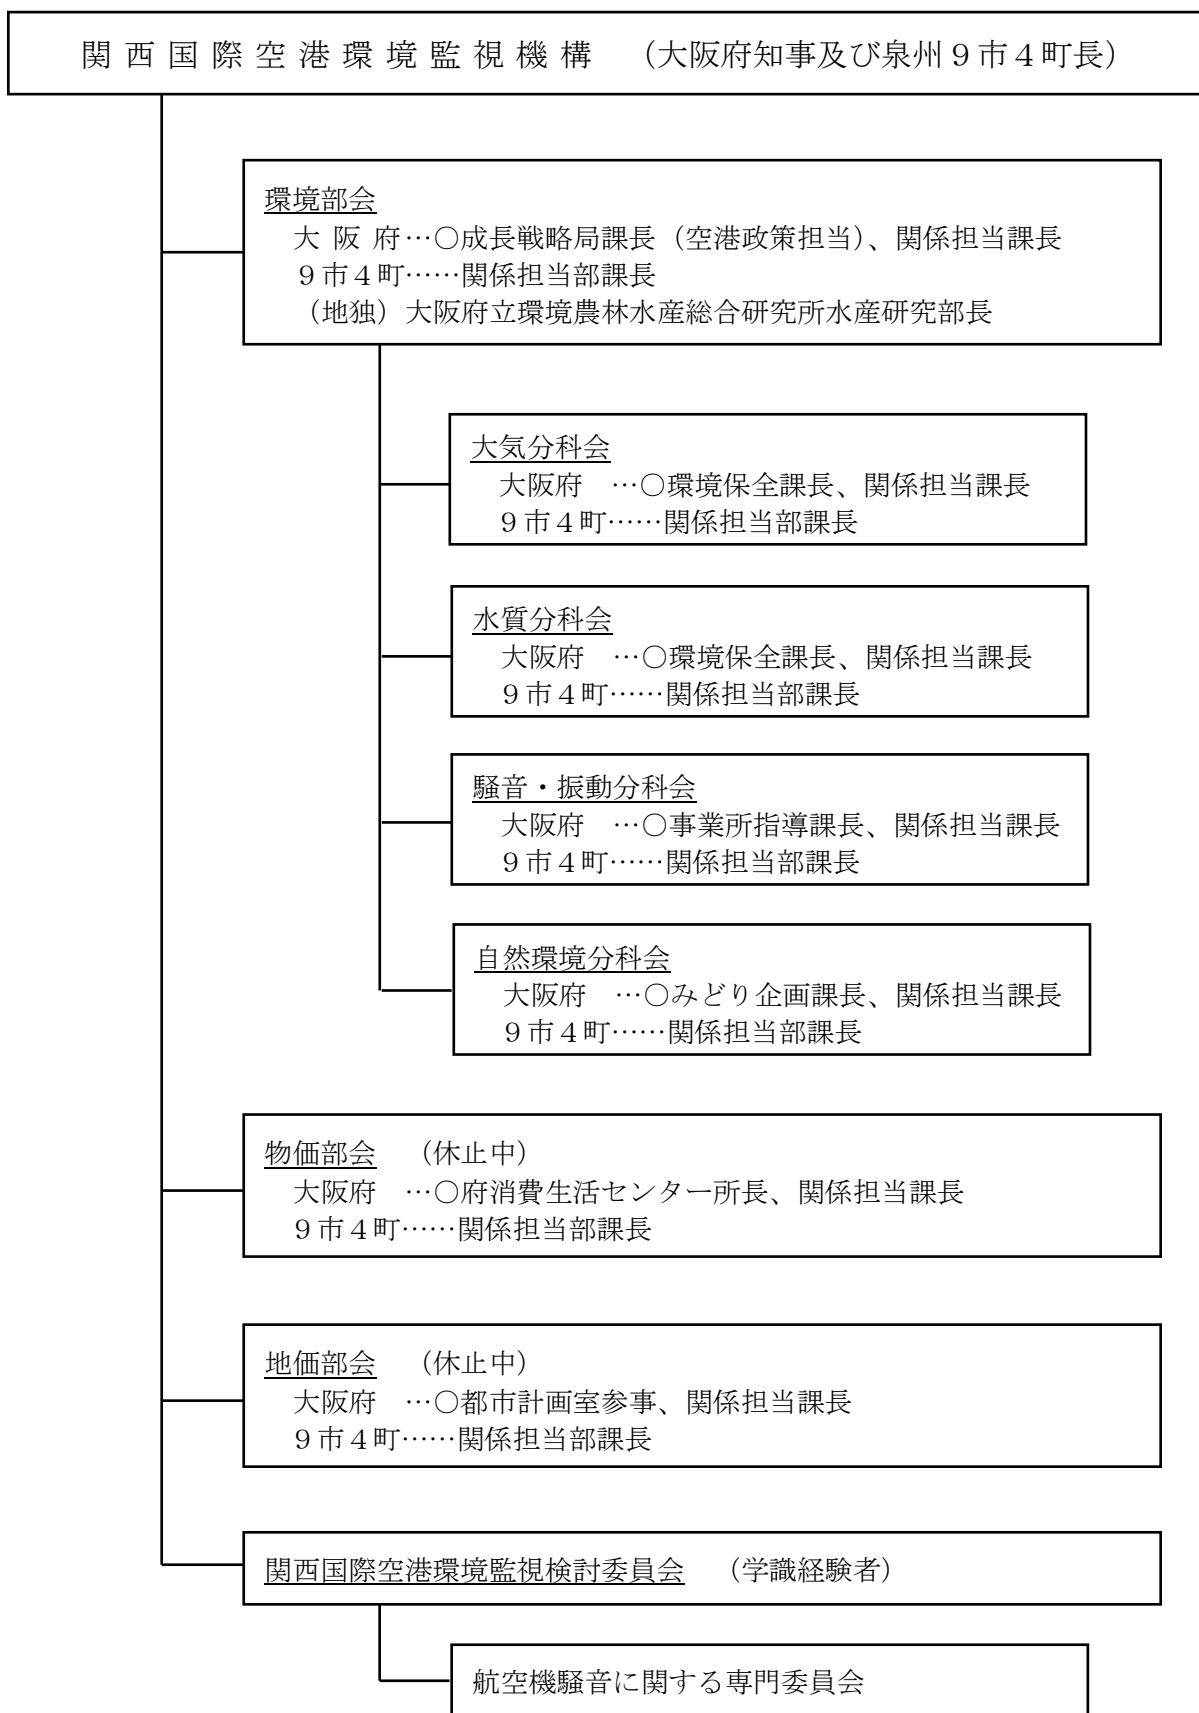 関西国際空港環境監視機構　（大阪府知事及び泉州９市４町長）
環境部会
大 阪 府…○成長戦略局課長（空港政策担当）、関係担当課長
９市４町……関係担当部課長
（地独）大阪府立環境農林水産総合研究所水産研究部長
大気分科会
大阪府　…○環境保全課長、関係担当課長
９市４町……関係担当部課長
水質分科会
大阪府　…○環境保全課長、関係担当課長
９市４町……関係担当部課長
騒音・振動分科会
大阪府　…○事業所指導課長、関係担当課長
９市４町……関係担当部課長
自然環境分科会
大阪府　…○みどり企画課長、関係担当課長
９市４町……関係担当部課長
物価部会　（休止中）
大阪府　…○府消費生活センター所長、関係担当課長
９市４町……関係担当部課長
地価部会　（休止中）
大阪府　…○都市計画室参事、関係担当課長
９市４町……関係担当部課長
関西国際空港環境監視検討委員会　（学識経験者）
航空機騒音に関する専門委員会